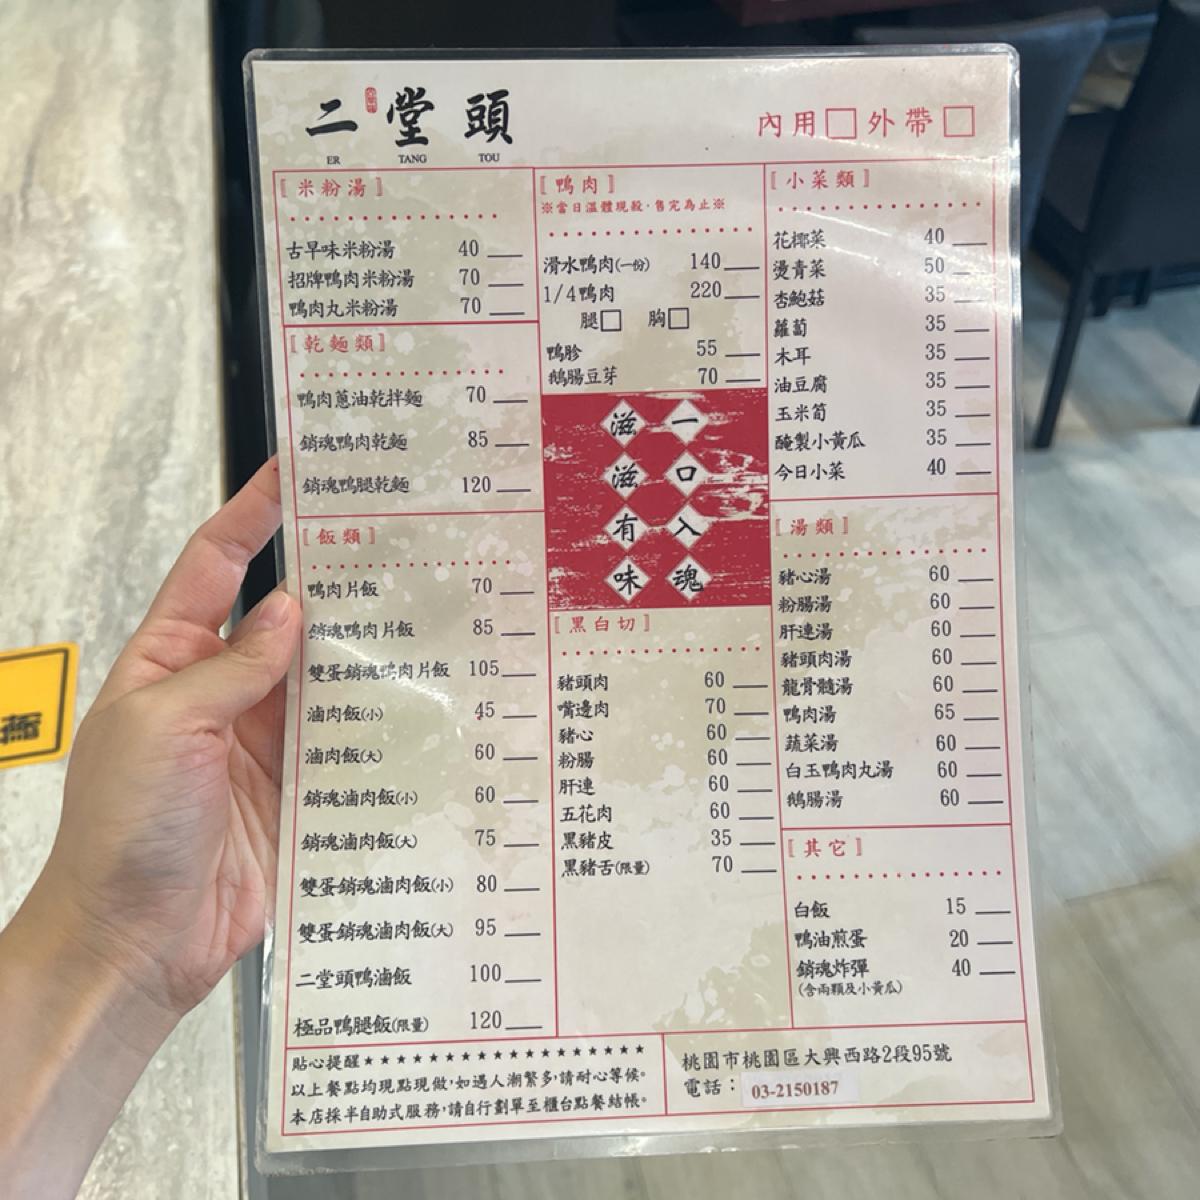 二堂頭
ER TANG TOU
內用□ 外帶□
〖米粉湯〗
古早味米粉湯 40
招牌鴨肉米粉湯 70
鴨肉丸米粉湯 70
〖乾麵類〗
鴨肉蔥油乾拌麵 70
銷魂鴨肉乾麵 85
銷魂鴨腿乾麵 120
〖飯類〗
鴨肉片飯 70
銷魂鴨肉片飯 85
雙蛋銷魂鴨肉片飯 105
滷肉飯(小) 45
滷肉飯(大) 60
銷魂滷肉飯(小) 60
銷魂滷肉飯(大) 75
雙蛋銷魂滷肉飯(小) 80
雙蛋銷魂滷肉飯(大) 95
二堂頭鴨滷飯 100
極品鴨腿飯(限量) 120
〖鴨肉〗
※當日溫體現殺，售完為止※
滑水鴨肉(一份) 140
1/4鴨肉 220
腿□ 胸□
鴨胗 55
鵝腸豆芽 70
一口入魂
滋滋有味
〖黑白切〗
豬頭肉 60
嘴邊肉 70
豬心 60
粉腸 60
肝連 60
五花肉 60
黑豬皮 35
黑豬舌(限量) 70
〖小菜類〗
花椰菜 40
燙青菜 50
杏鮑菇 35
蘿蔔 35
木耳 35
油豆腐 35
玉米筍 35
醃製小黃瓜 35
今日小菜 40
〖湯類〗
豬心湯 60
粉腸湯 60
肝連湯 60
豬頭肉湯 60
龍骨髓湯 60
鴨肉湯 65
蔬菜湯 60
白玉鴨肉丸湯 60
鵝腸湯 60
〖其它〗
白飯 15
鴨油煎蛋 20
銷魂炸彈 40
(含兩顆及小黃瓜)
貼心提醒★★★★★★★★★★★★★★★★★
以上餐點均現點現做，如遇人潮繁多，請耐心等候。
本店採半自助式服務，請自行劃單至櫃台點餐結帳。
桃園市桃園區大興西路2段95號
電話：03-2150187